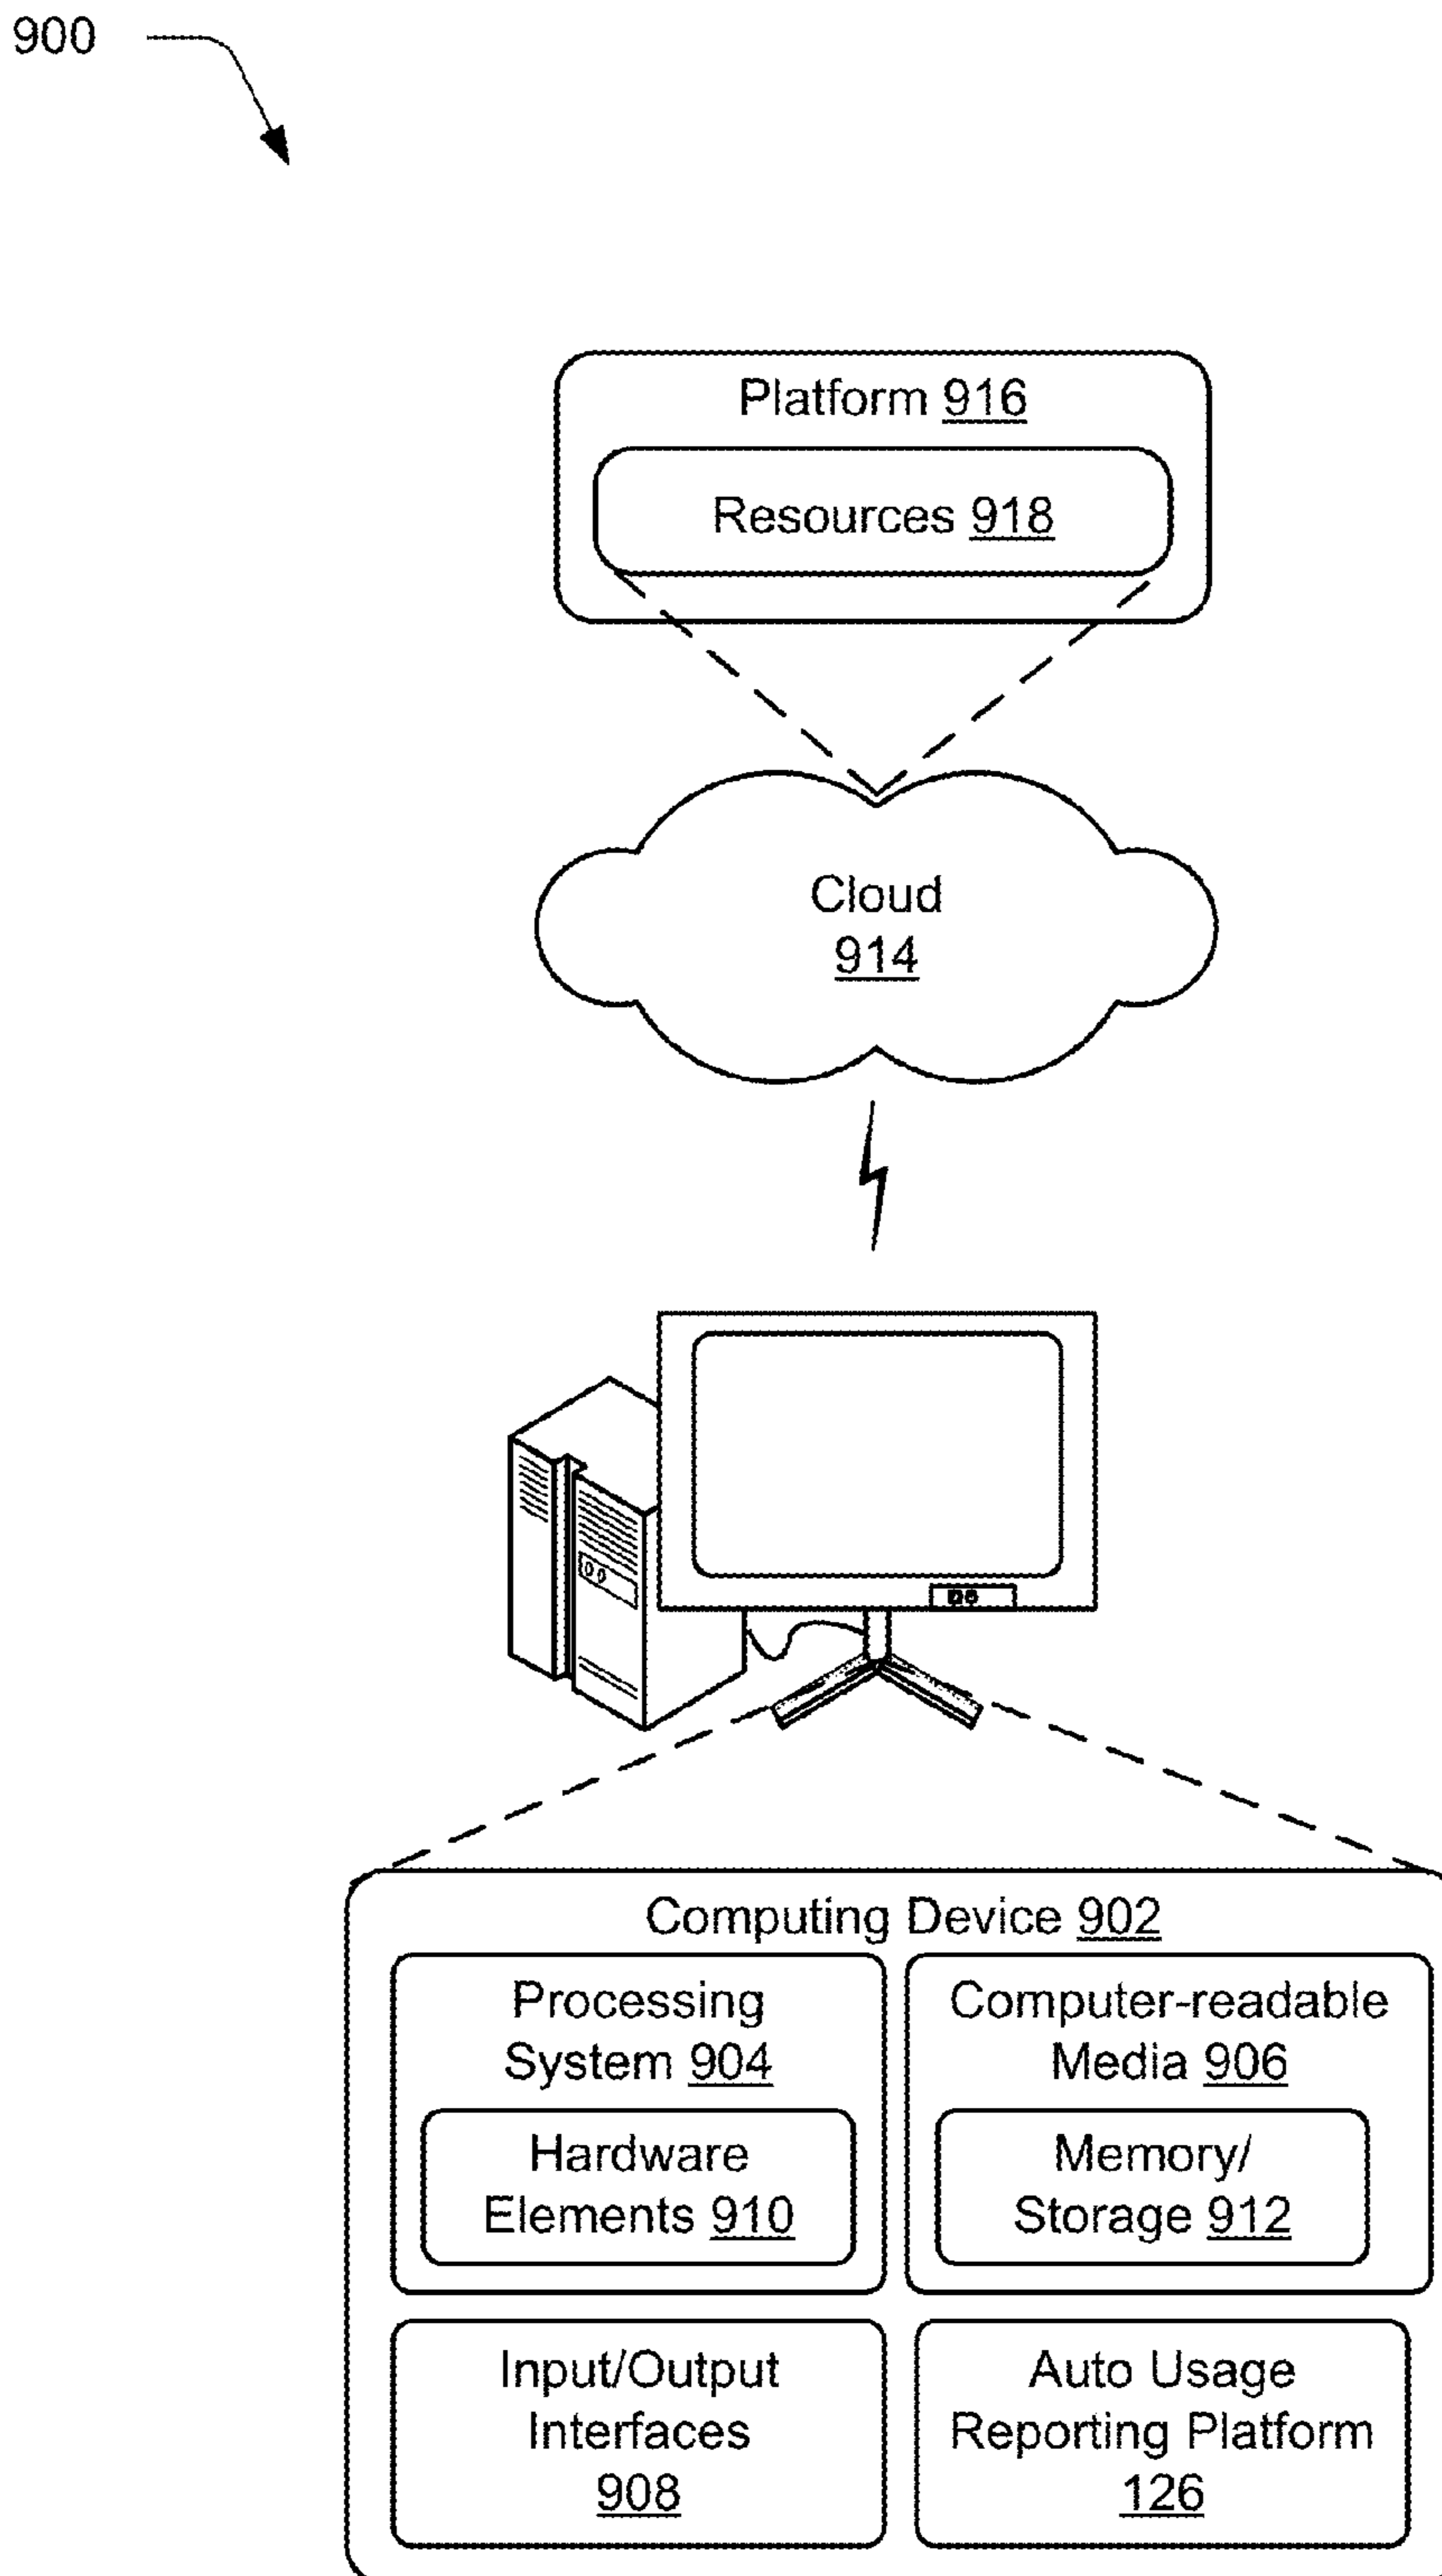 900
Platform 916
Resources 918
Cloud
914
Computing Device 902
Processing
System 904
Hardware
Elements 910
Computer-readable
Media 906
Memory/
Storage 912
Input/Output
Interfaces
908
Auto Usage
Reporting Platform
126